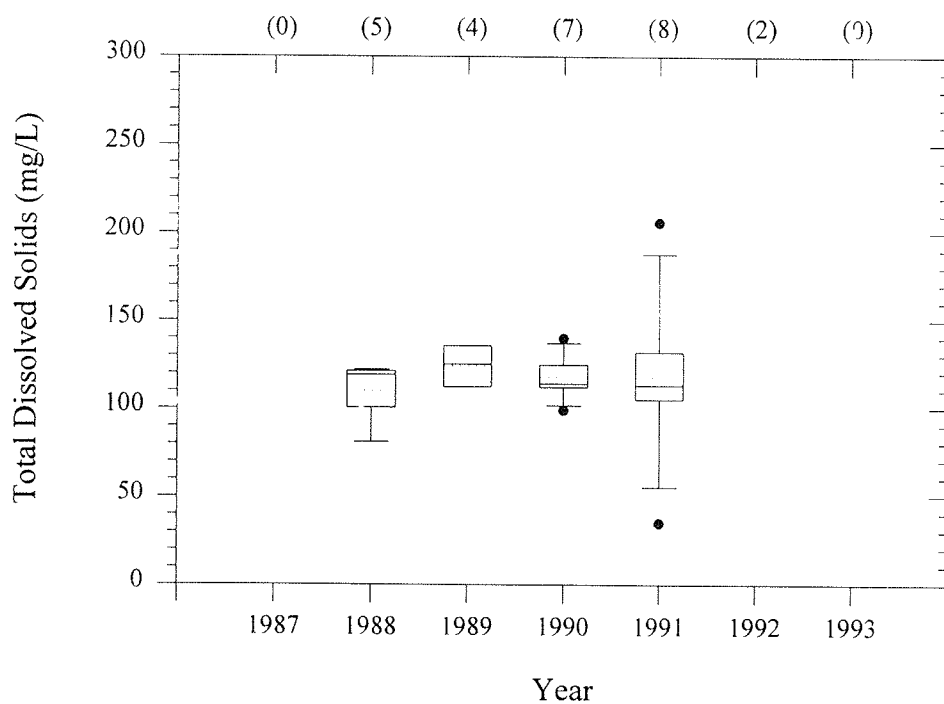 (0) (5) (4) (7) (8) (2) (0)
300
250
200
150
100
50
0
Total Dissolved Solids (mg/L)
1987 1988 1989 1990 1991 1992 1993
Year